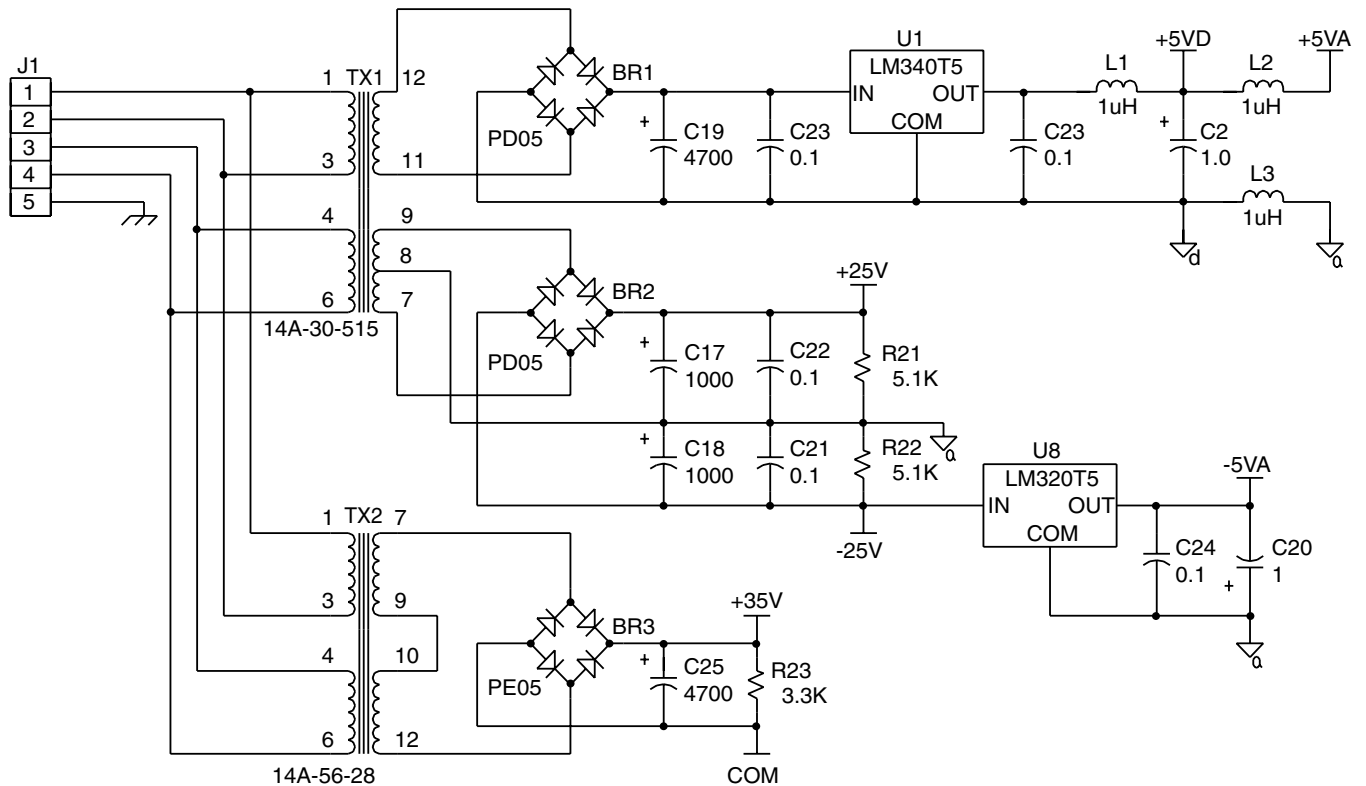 J1
1
2
3
4
5
1 TX1 12
3 11
4 9
8
6 7
14A-30-515
BR1
PD05
+
C19
4700
C23
0.1
U1
LM340T5
IN OUT
COM
C23
0.1
L1
1uH
+5VD
+
C2
1.0
L2
1uH
+5VA
L3
1uH
d
a
BR2
PD05
+
C17
1000
C22
0.1
+25V
R21
5.1K
+
C18
1000
C21
0.1
R22
5.1K
a
-25V
U8
LM320T5
IN OUT
COM
C24
0.1
-5VA
C20
1
+
a
1 TX2 7
3 9
4 10
6 12
14A-56-28
BR3
PE05
+
C25
4700
+35V
R23
3.3K
COM